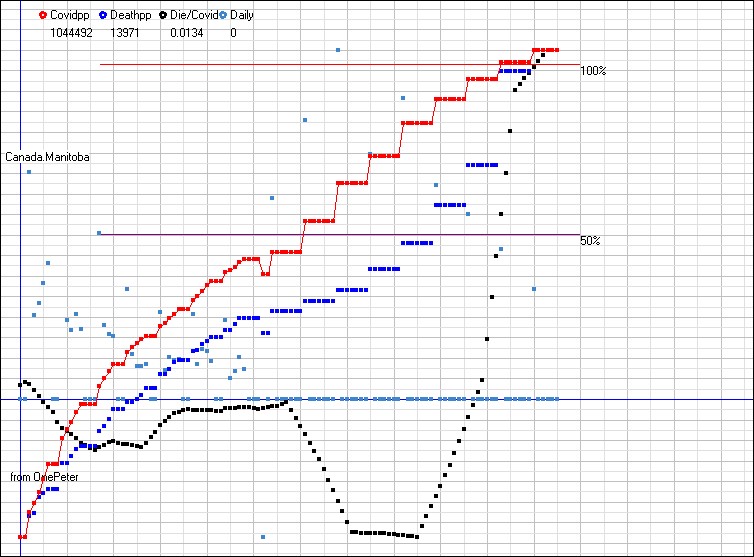 Covidpp Deathpp Die/Covid Daily
1044492 13971 0.0134 0
100%
Canada.Manitoba
50%
from OnePeter